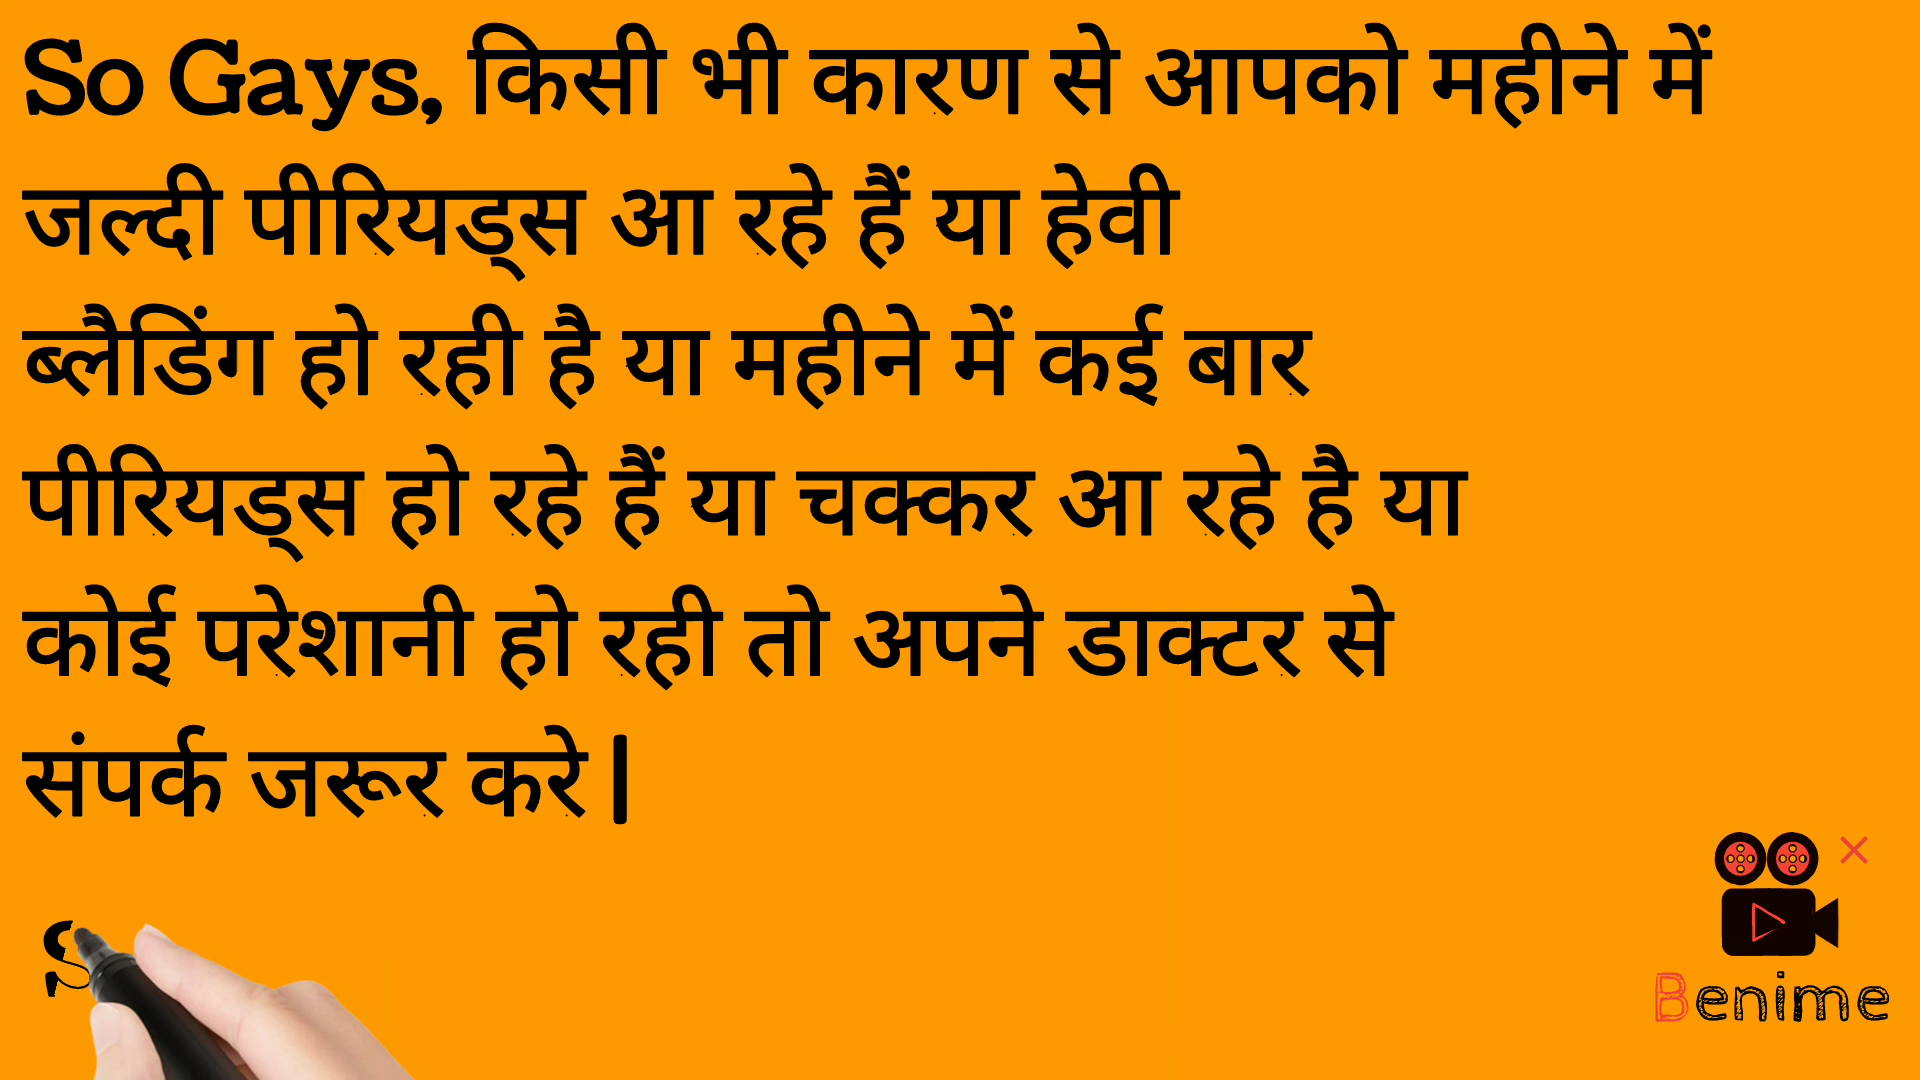 So Gays, किसी भी कारण से आपको महीने में
जल्दी पीरियड्स आ रहे हैं या हेवी
ब्लैडिंग हो रही है या महीने में कई बार
पीरियड्स हो रहे हैं या चक्कर आ रहे है या
कोई परेशानी हो रही तो अपने डाक्टर से
संपर्क जरूर करे |
S
Benime